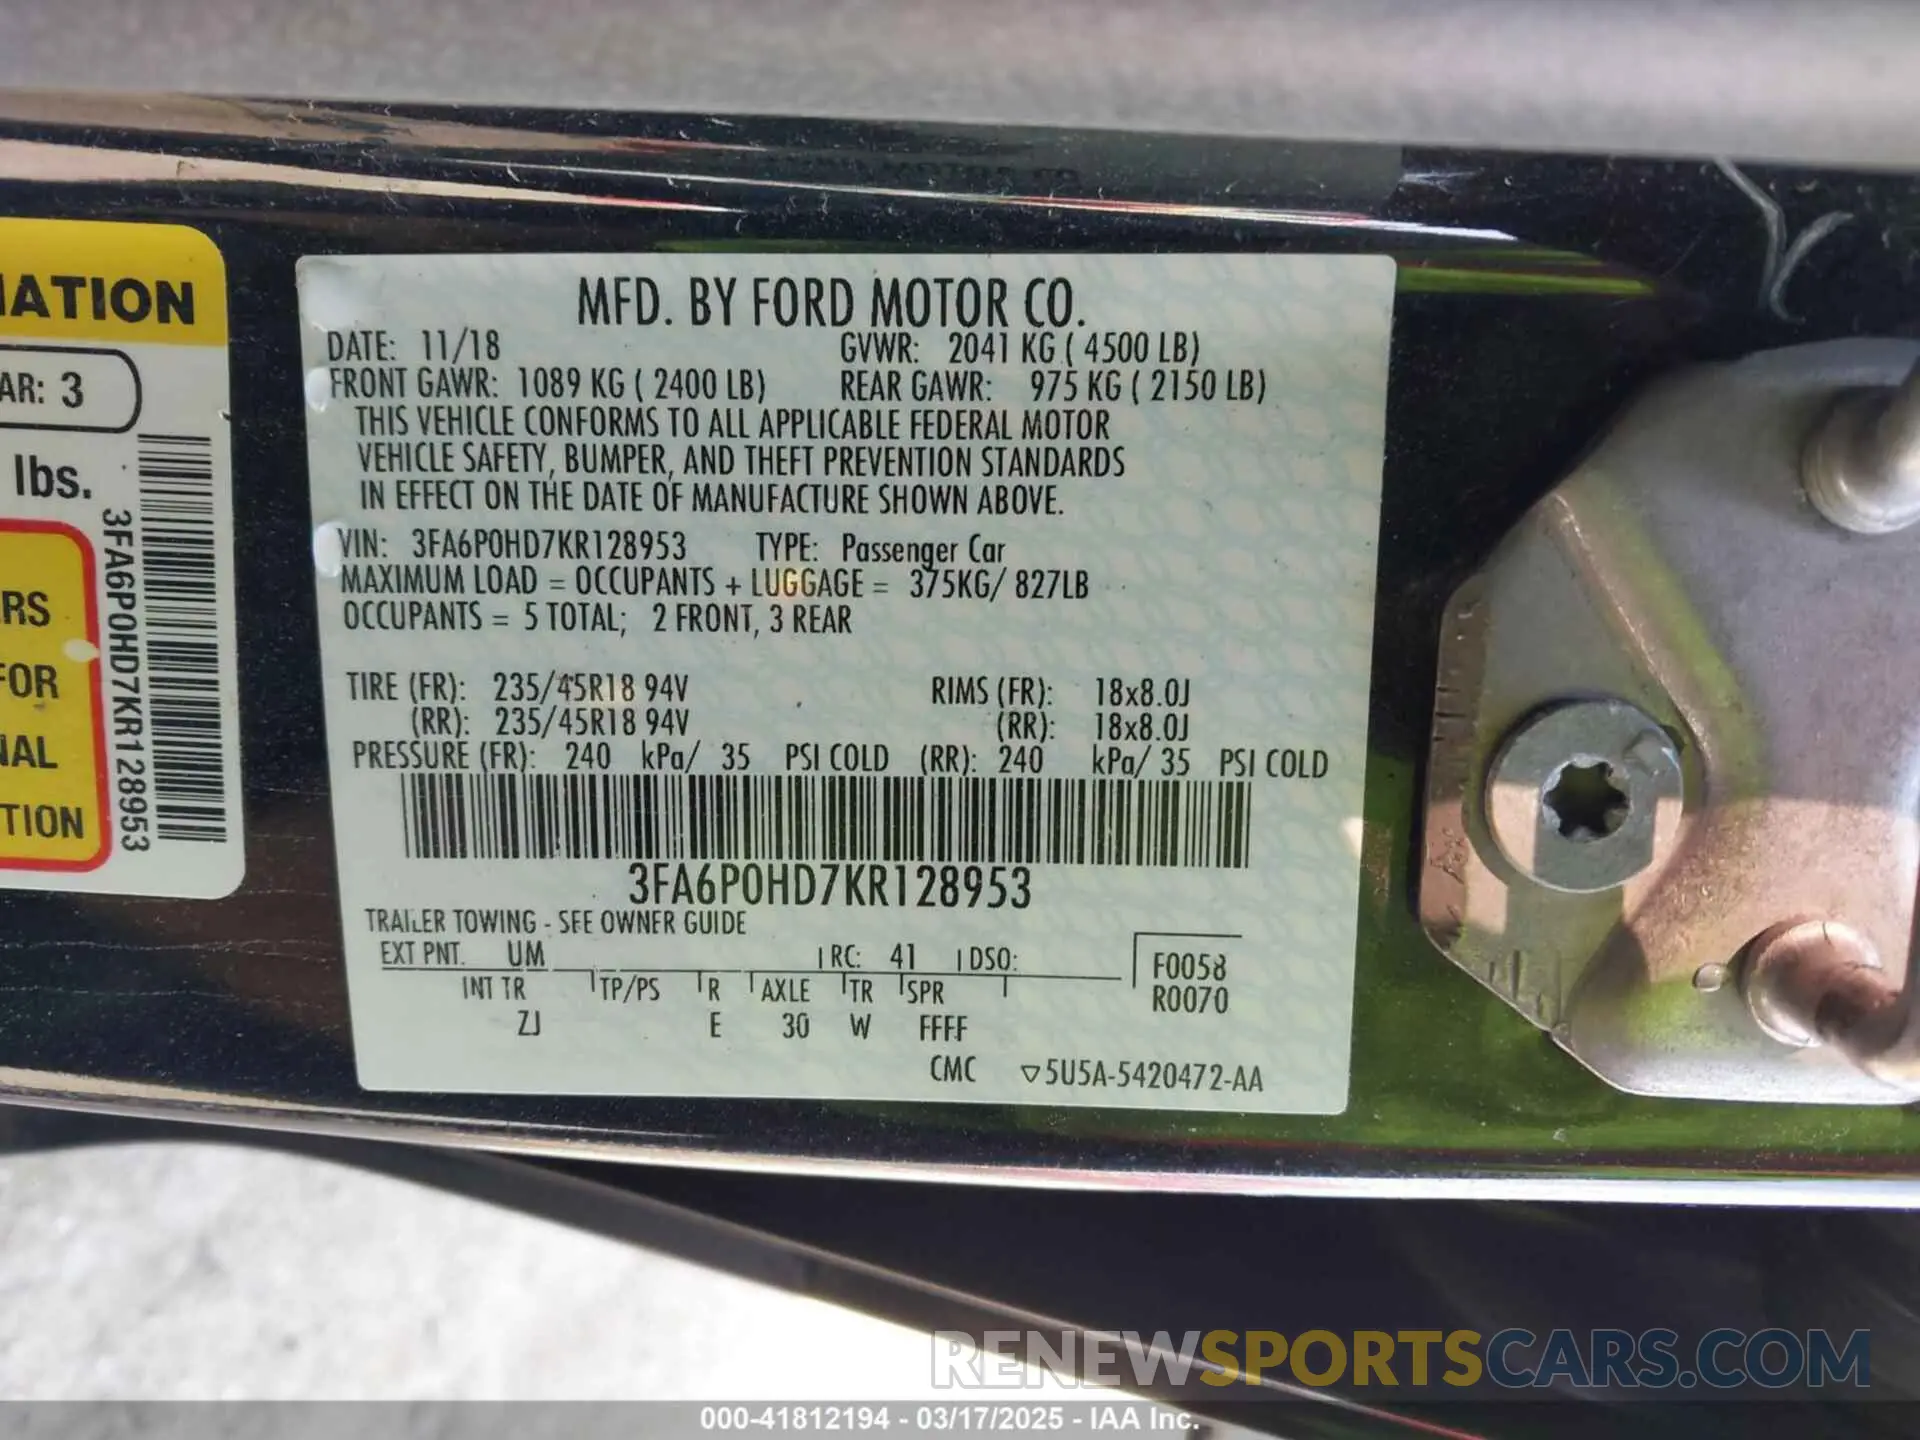 MATION
AR: 3
lbs.
RS
FOR
NAL
TION
3FA6P0HD7KR128953
MFD. BY FORD MOTOR CO.
DATE: 11/18 GVWR: 2041 KG ( 4500 LB)
FRONT GAWR: 1089 KG ( 2400 LB) REAR GAWR: 975 KG ( 2150 LB)
THIS VEHICLE CONFORMS TO ALL APPLICABLE FEDERAL MOTOR
VEHICLE SAFETY, BUMPER, AND THEFT PREVENTION STANDARDS
IN EFFECT ON THE DATE OF MANUFACTURE SHOWN ABOVE.
VIN: 3FA6P0HD7KR128953 TYPE: Passenger Car
MAXIMUM LOAD = OCCUPANTS + LUGGAGE = 375KG/ 827LB
OCCUPANTS = 5 TOTAL; 2 FRONT, 3 REAR
TIRE (FR): 235/45R18 94V RIMS (FR): 18x8.0J
(RR): 235/45R18 94V (RR): 18x8.0J
PRESSURE (FR): 240 kPa/ 35 PSI COLD (RR): 240 kPa/ 35 PSI COLD
3FA6P0HD7KR128953
TRAILER TOWING - SEE OWNER GUIDE
EXT PNT. UM RC: 41 DSO: F0058
INT TR TP/PS R AXLE TR SPR R0070
ZJ E 30 W FFFF
CMC ▽5U5A-5420472-AA
RENEWSPORTSCARS.COM
000-41812194 - 03/17/2025 - IAA Inc.